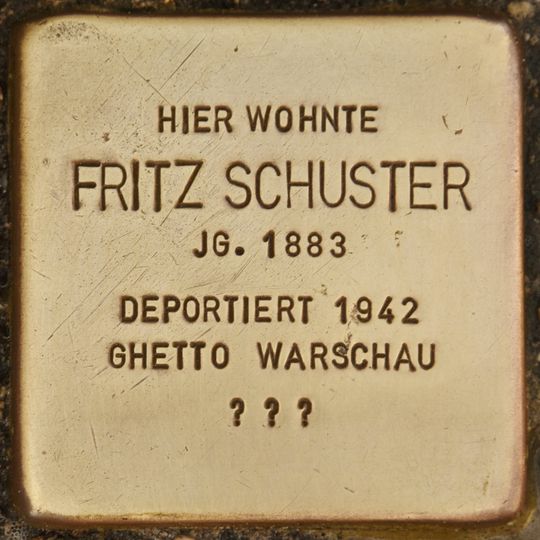 HIER WOHNTE
FRITZ SCHUSTER
JG. 1883
DEPORTIERT 1942
GHETTO WARSCHAU
? ? ?